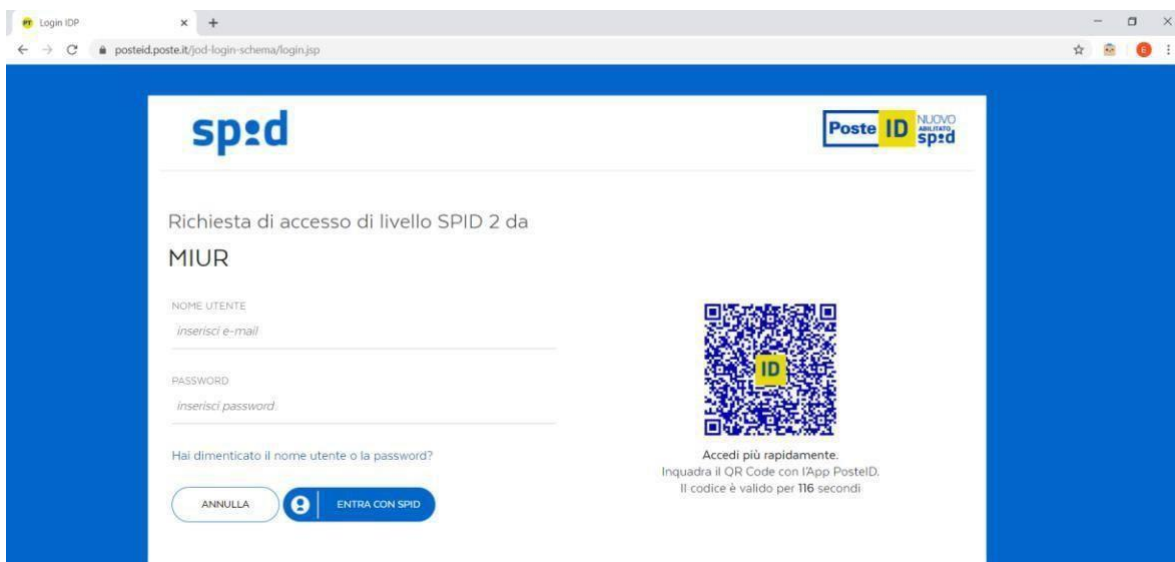 Login IDP
posteid.poste.it/jod-login-schema/login.jsp
E
spid
Poste ID NUOVO
ABILITATO
spid
Richiesta di accesso di livello SPID 2 da
MIUR
NOME UTENTE
inserisci e-mail
PASSWORD
inserisci password
ID
Hai dimenticato il nome utente o la password?
ANNULLA
ENTRA CON SPID
Accedi più rapidamente.
Inquadra il QR Code con l'App PosteID.
Il codice è valido per 116 secondi